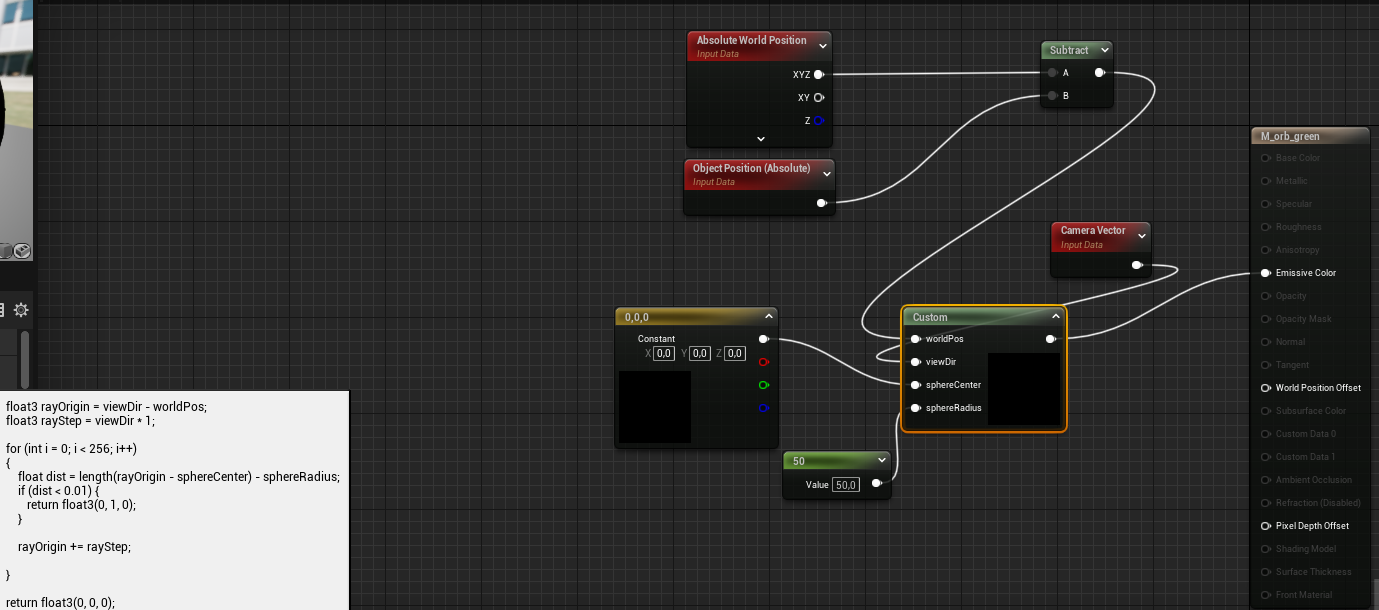 Absolute World Position
Input Data
XYZ
XY
Z
Subtract
A
B
Object Position (Absolute)
Input Data
Camera Vector
Input Data
0,0,0
Constant
X 0,0 Y 0,0 Z 0,0
Custom
worldPos
viewDir
sphereCenter
sphereRadius
50
Value 50,0
M_orb_green
Base Color
Metallic
Specular
Roughness
Anisotropy
Emissive Color
Opacity
Opacity Mask
Normal
Tangent
World Position Offset
Subsurface Color
Custom Data 0
Custom Data 1
Ambient Occlusion
Refraction (Disabled)
Pixel Depth Offset
Shading Model
Surface Thickness
Front Material
float3 rayOrigin = viewDir - worldPos;
float3 rayStep = viewDir * 1;
for (int i = 0; i < 256; i++)
{
float dist = length(rayOrigin - sphereCenter) - sphereRadius;
if (dist < 0.01) {
return float3(0, 1, 0);
}
rayOrigin += rayStep;
}
return float3(0, 0, 0);